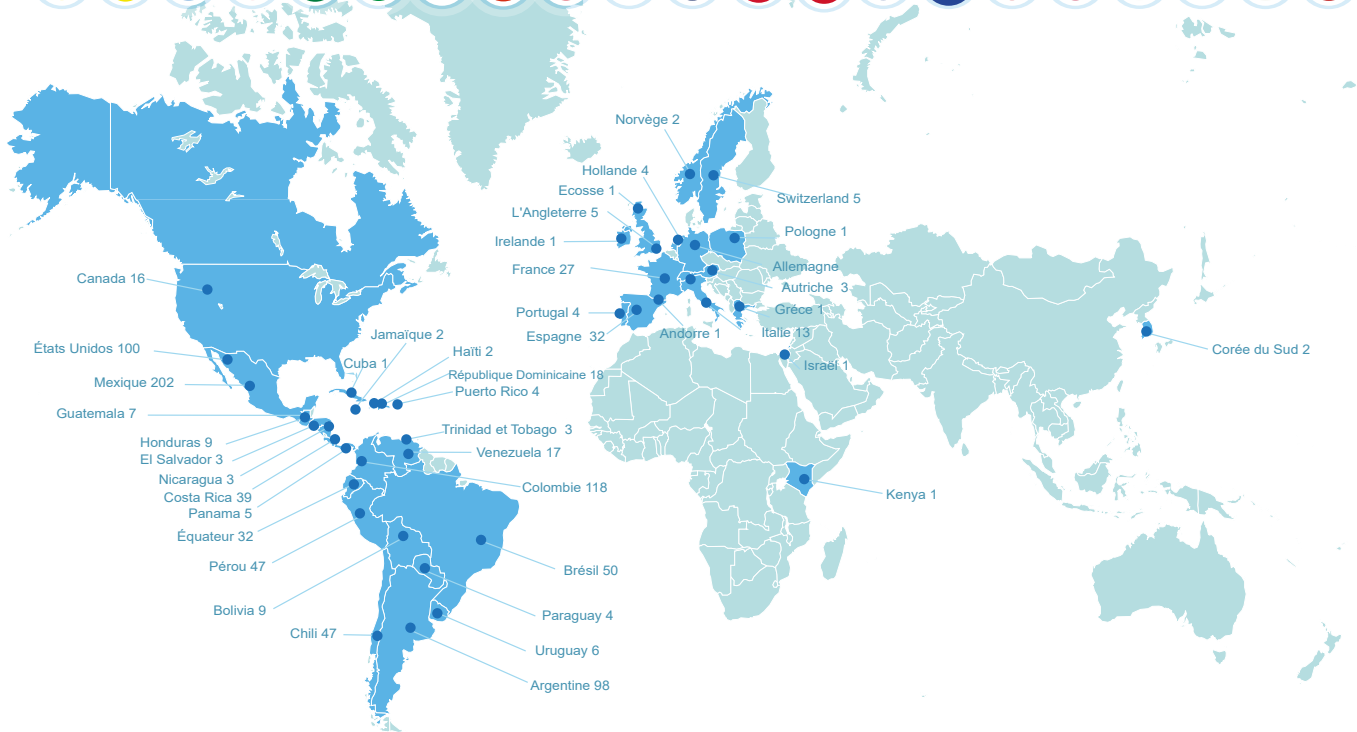 Norvège 2
Hollande 4
Ecosse 1
Switzerland 5
L'Angleterre 5
Pologne 1
Irelande 1
France 27
Allemagne
Canada 16
Autriche 3
Portugal 4
Gréce 1
Espagne 32
Andorre 1
Italie 13
Jamaïque 2
États Unidos 100
Haïti 2
Corée du Sud 2
Cuba 1
Israël 1
République Dominicaine 18
Mexique 202
Puerto Rico 4
Guatemala 7
Trinidad et Tobago 3
Honduras 9
Venezuela 17
El Salvador 3
Nicaragua 3
Colombie 118
Kenya 1
Costa Rica 39
Panama 5
Équateur 32
Pérou 47
Brésil 50
Bolivia 9
Paraguay 4
Chili 47
Uruguay 6
Argentine 98